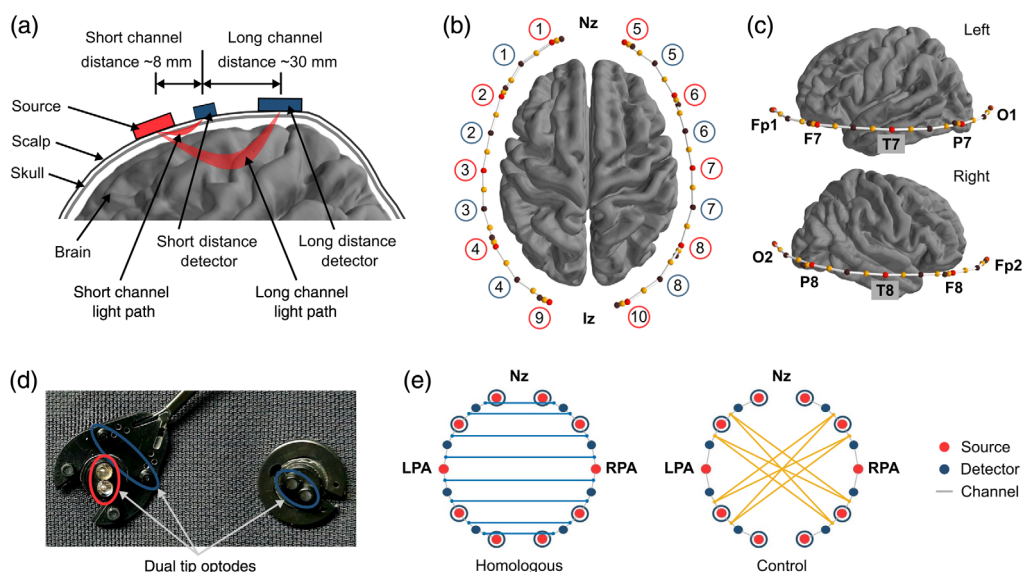 (a)
Short channel
distance ~8 mm
Long channel
distance ~30 mm
Source
Scalp
Skull
Brain
Short distance
detector
Long distance
detector
Short channel
light path
Long channel
light path
(b)
Nz
1
1
2
2
3
3
4
4
9
5
5
6
6
7
7
8
8
10
Iz
(c)
Left
Fp1
F7
T7
P7
O1
Right
O2
P8
T8
F8
Fp2
(d)
Dual tip optodes
(e)
Nz
LPA
RPA
Homologous
LPA
RPA
Control
Source
Detector
Channel